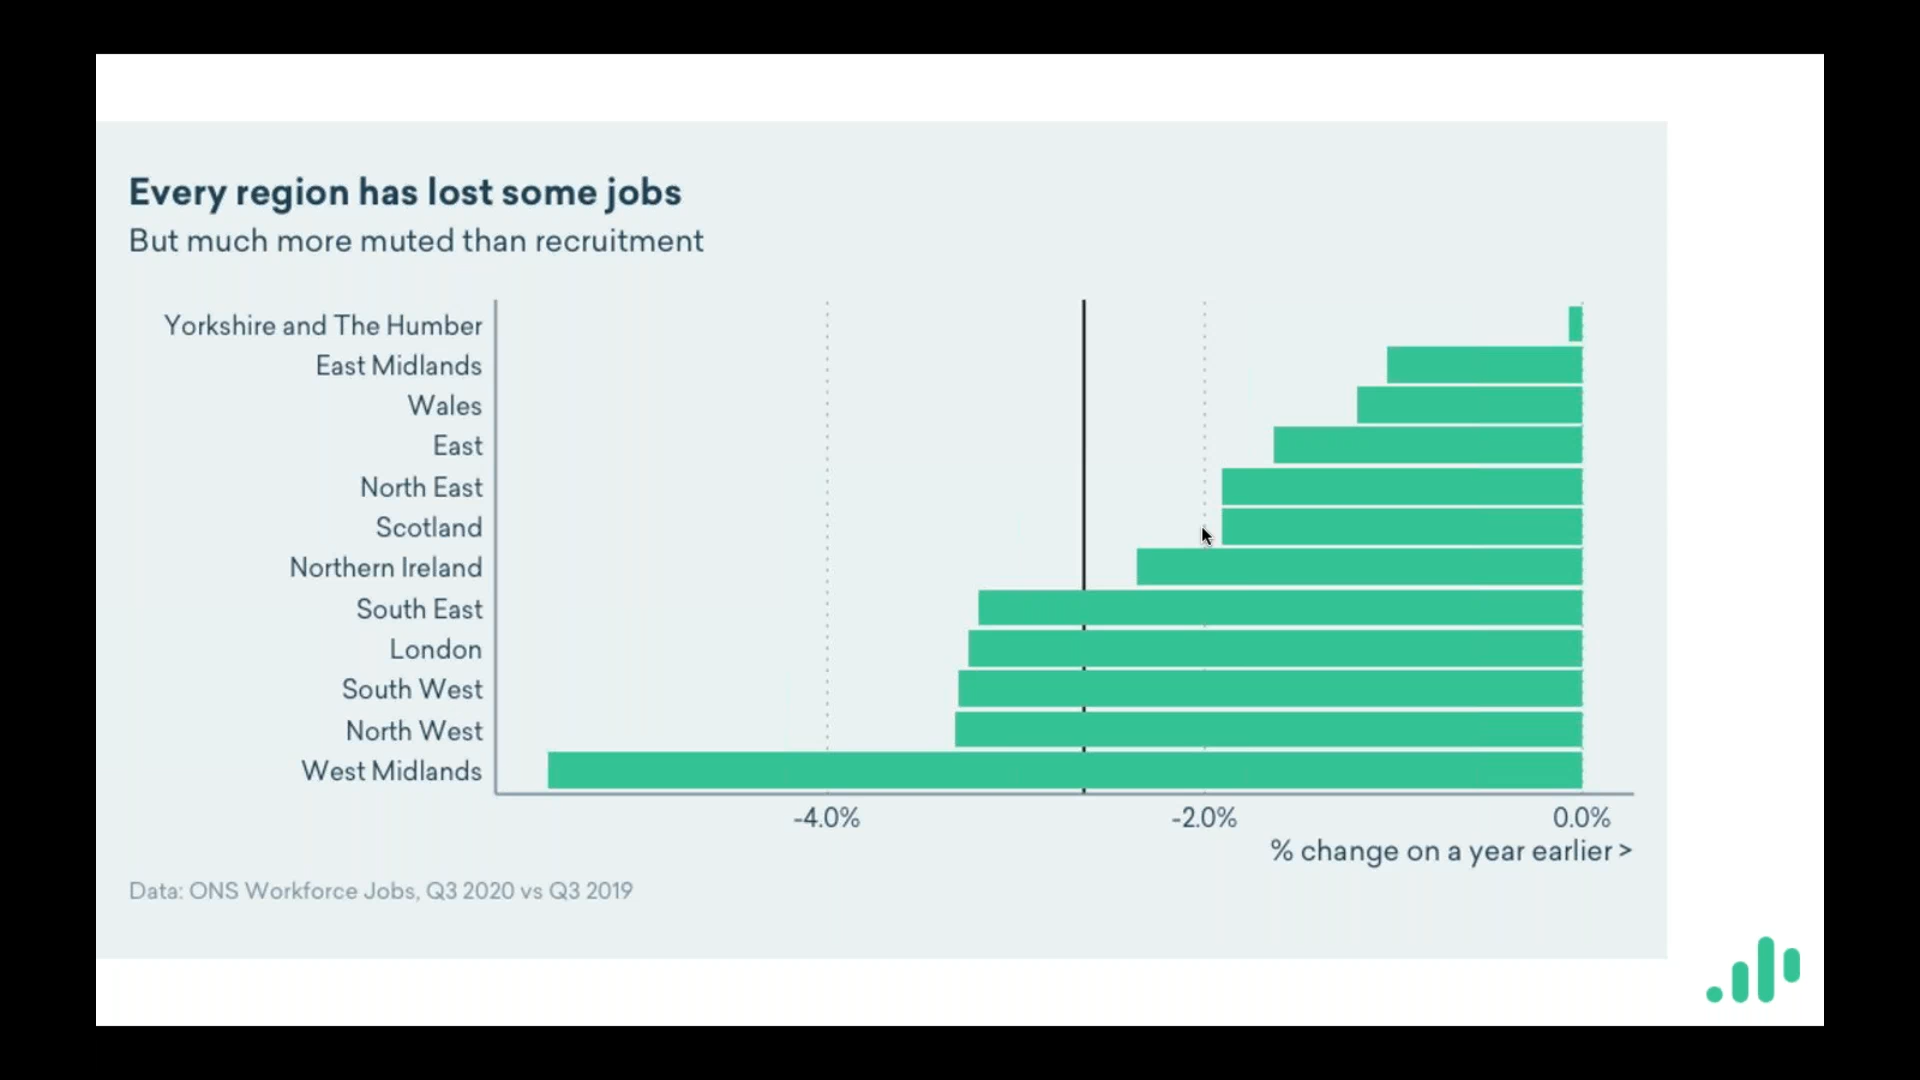 Every region has lost some jobs
But much more muted than recruitment
Yorkshire and The Humber
East Midlands
Wales
East
North East
Scotland
Northern Ireland
South East
London
South West
North West
West Midlands
-4.0%
-2.0%
0.0%
% change on a year earlier >
Data: ONS Workforce Jobs, Q3 2020 vs Q3 2019